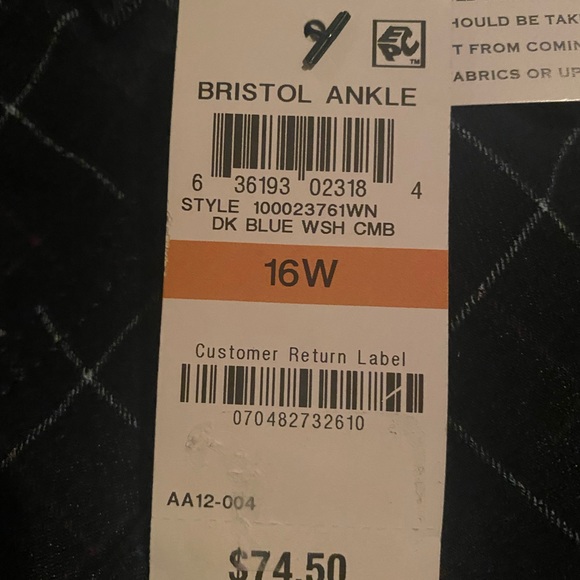 EPC™
BRISTOL ANKLE
6 36193 02318 4
STYLE 100023761WN
DK BLUE WSH CMB
16W
Customer Return Label
070482732610
AA12-004
$74.50
HOULD BE TAK
T FROM COMIN
ABRICS OR UP